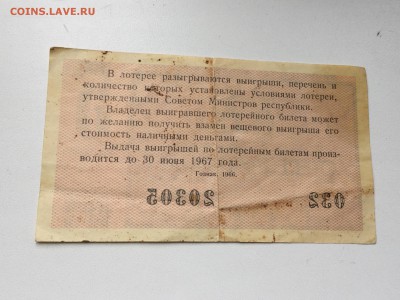 COINS.LAVE.RU
В лотерее разыгрываются выигрыши, перечень и
количество которых установлены условиями лотереи,
утвержденными Советом Министров республики.
Владелец выигравшего лотерейного билета может
по желанию получить взамен вещевого выигрыша его
стоимость наличными деньгами.
Выдача выигрышей по лотерейным билетам произ-
водится до 30 июня 1967 года.
Гознак. 1966.
20305 032